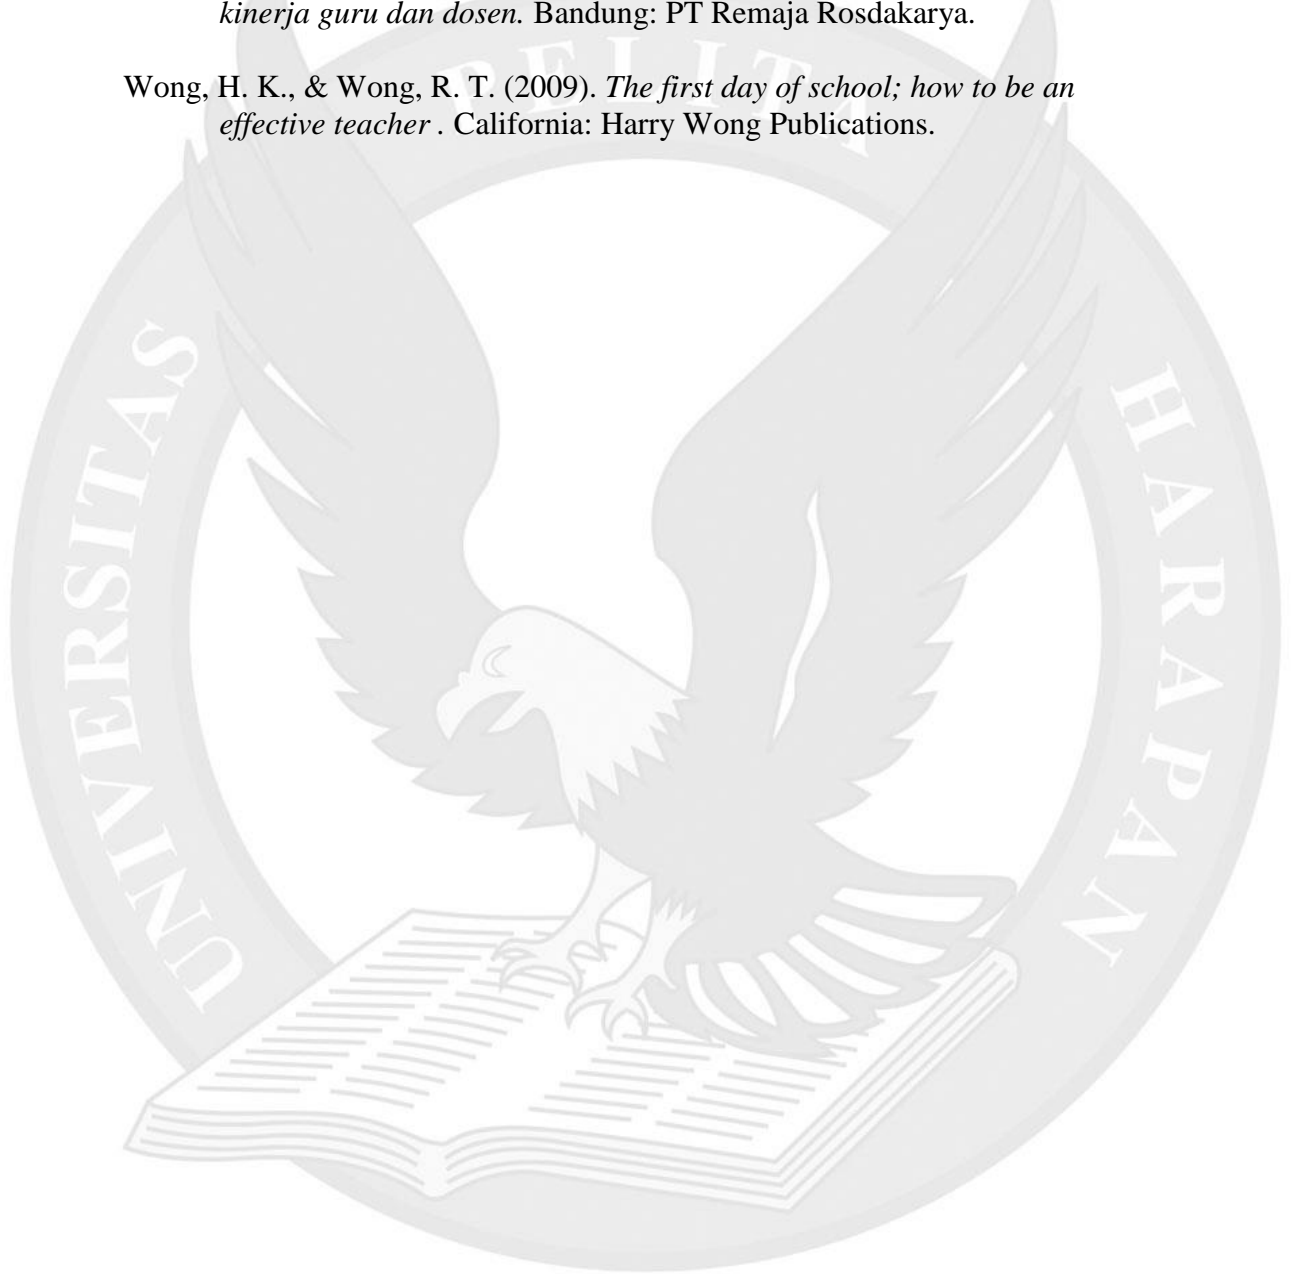 kinerja guru dan dosen. Bandung: PT Remaja Rosdakarya.
Wong, H. K., & Wong, R. T. (2009). The first day of school; how to be an
effective teacher . California: Harry Wong Publications.
UNIVERSITAS PELITA HARAPAN